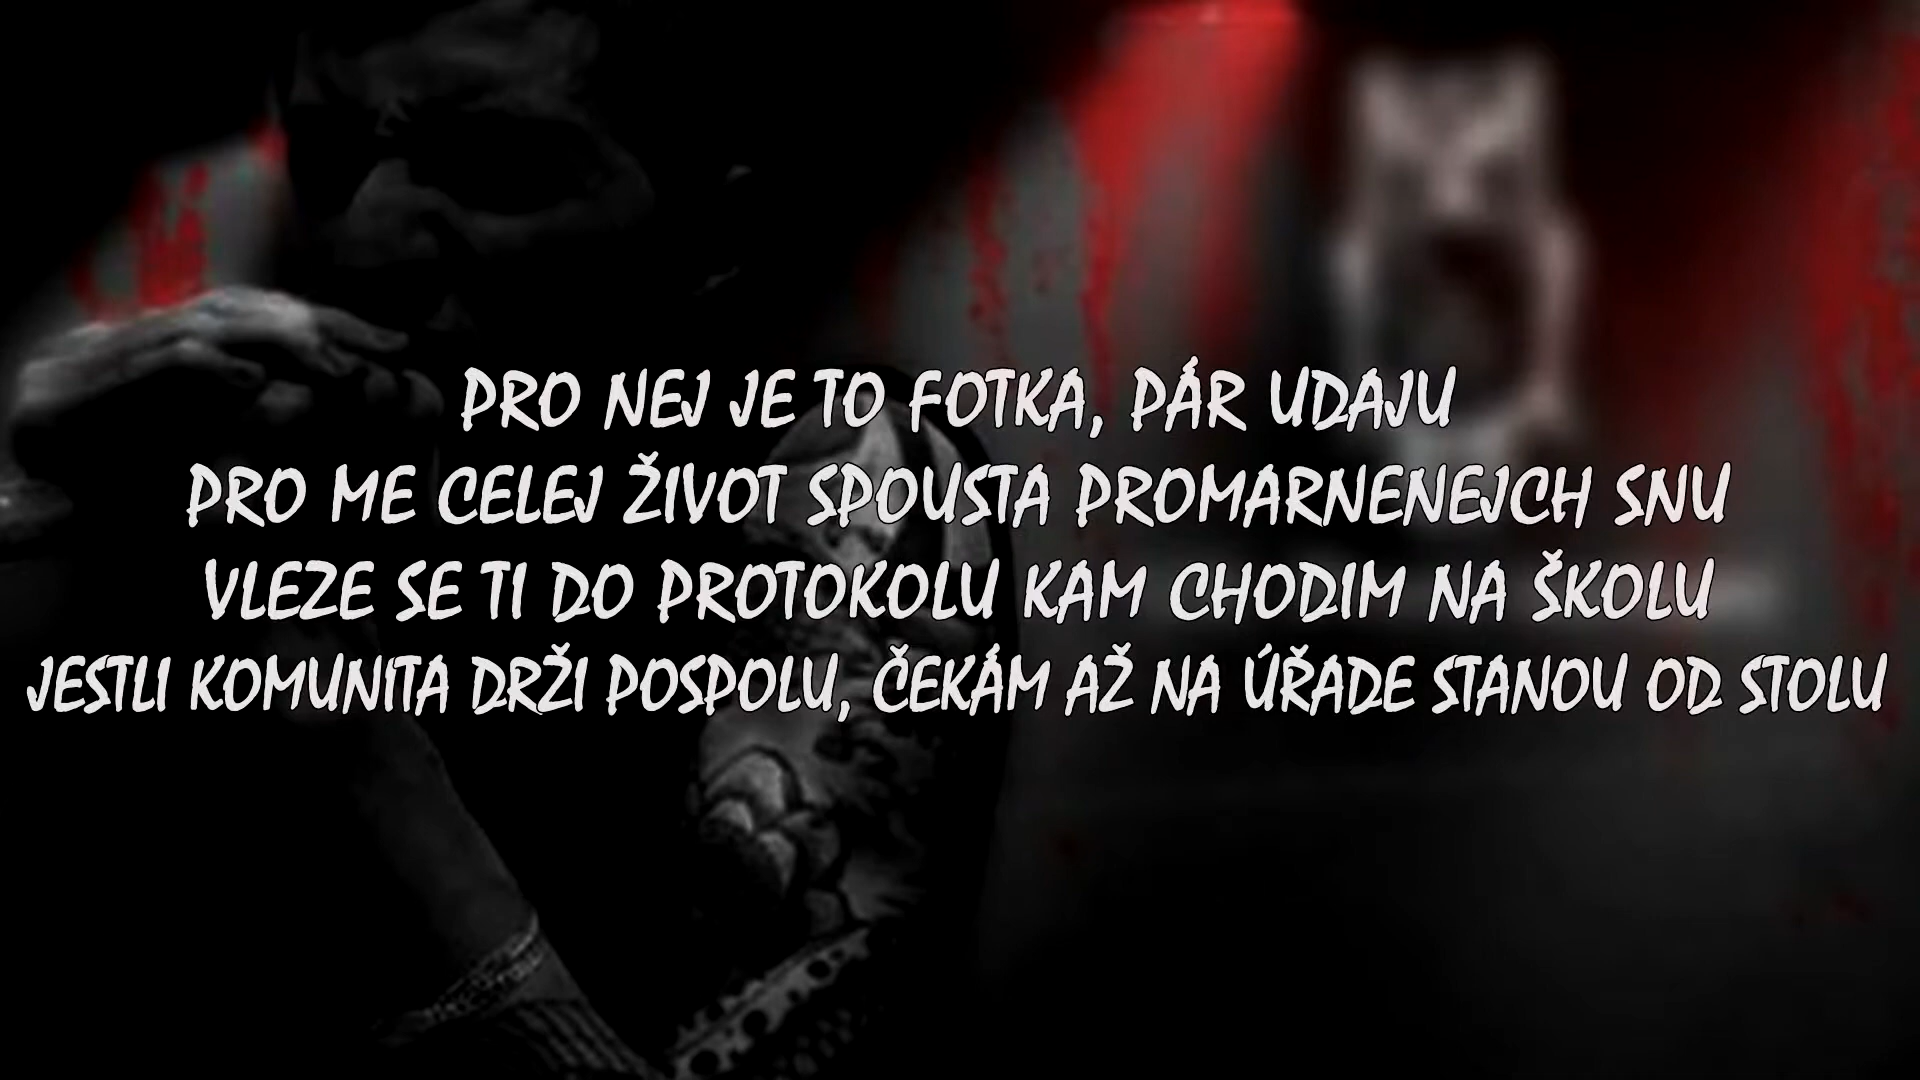 PRO NEJ JE TO FOTKA, PÁR UDAJU
PRO ME CELEJ ŽIVOT SPOUSTA PROMARNENEJCH SNU
VLEZE SE TI DO PROTOKOLU KAM CHODIM NA ŠKOLU
JESTLI KOMUNITA DRŽI POSPOLU, ČEKÁM AŽ NA ÚŘADE STANOU OD STOLU